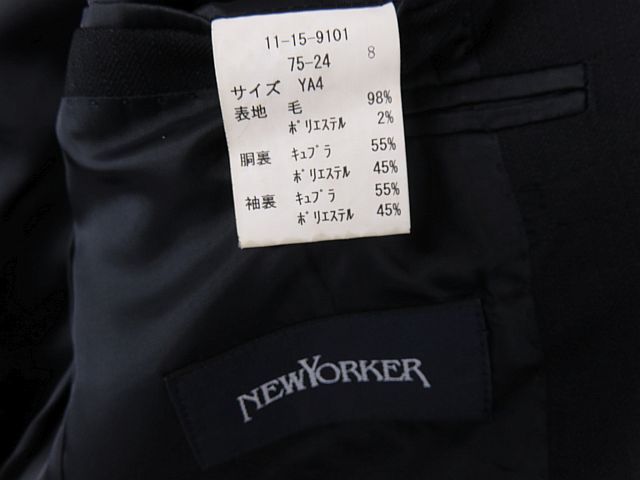 11-15-9101
75-24 8
サイズ YA4
表地 毛 98%
ﾎﾟﾘｴｽﾃﾙ 2%
胴裏 ｷｭﾌﾟﾗ 55%
ﾎﾟﾘｴｽﾃﾙ 45%
袖裏 ｷｭﾌﾟﾗ 55%
ﾎﾟﾘｴｽﾃﾙ 45%
NEWYORKER